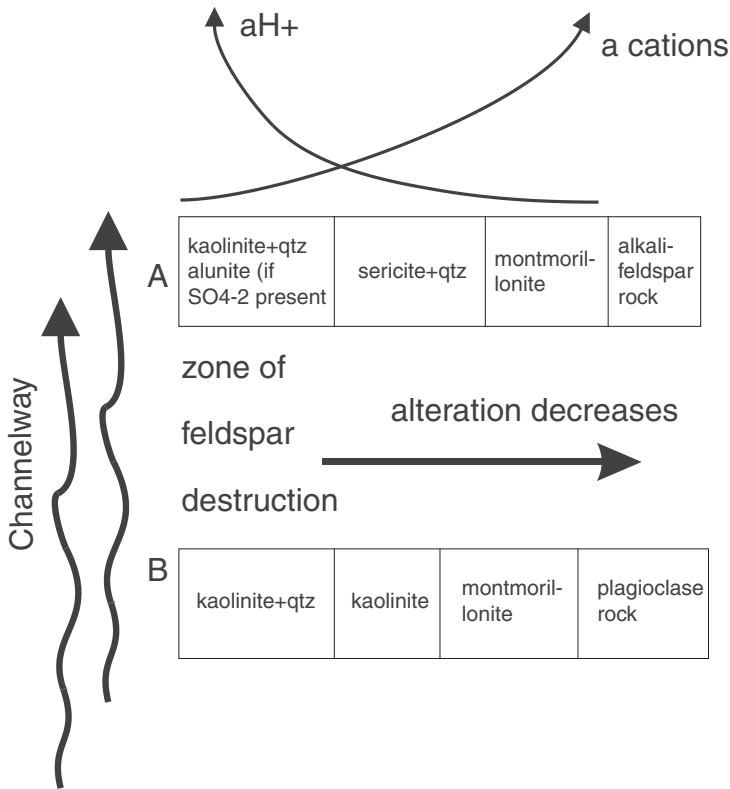 aH+
a cations
A
kaolinite+qtz
alunite (if
SO4-2 present
sericite+qtz
montmoril-
lonite
alkali-
feldspar
rock
zone of
feldspar
destruction
alteration decreases
Channelway
B
kaolinite+qtz
kaolinite
montmoril-
lonite
plagioclase
rock